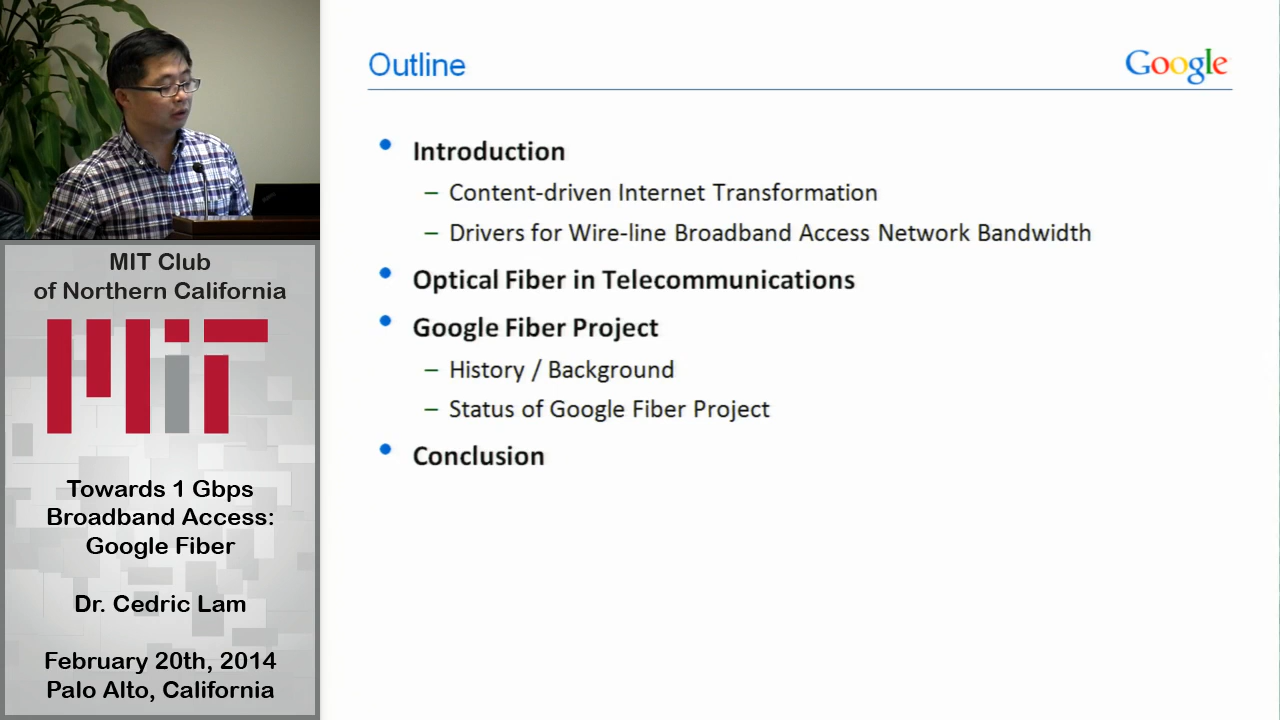 Outline
Google
Introduction
– Content-driven Internet Transformation
– Drivers for Wire-line Broadband Access Network Bandwidth
Optical Fiber in Telecommunications
Google Fiber Project
– History / Background
– Status of Google Fiber Project
Conclusion
MIT Club
of Northern California
MIT
Towards 1 Gbps
Broadband Access:
Google Fiber
Dr. Cedric Lam
February 20th, 2014
Palo Alto, California